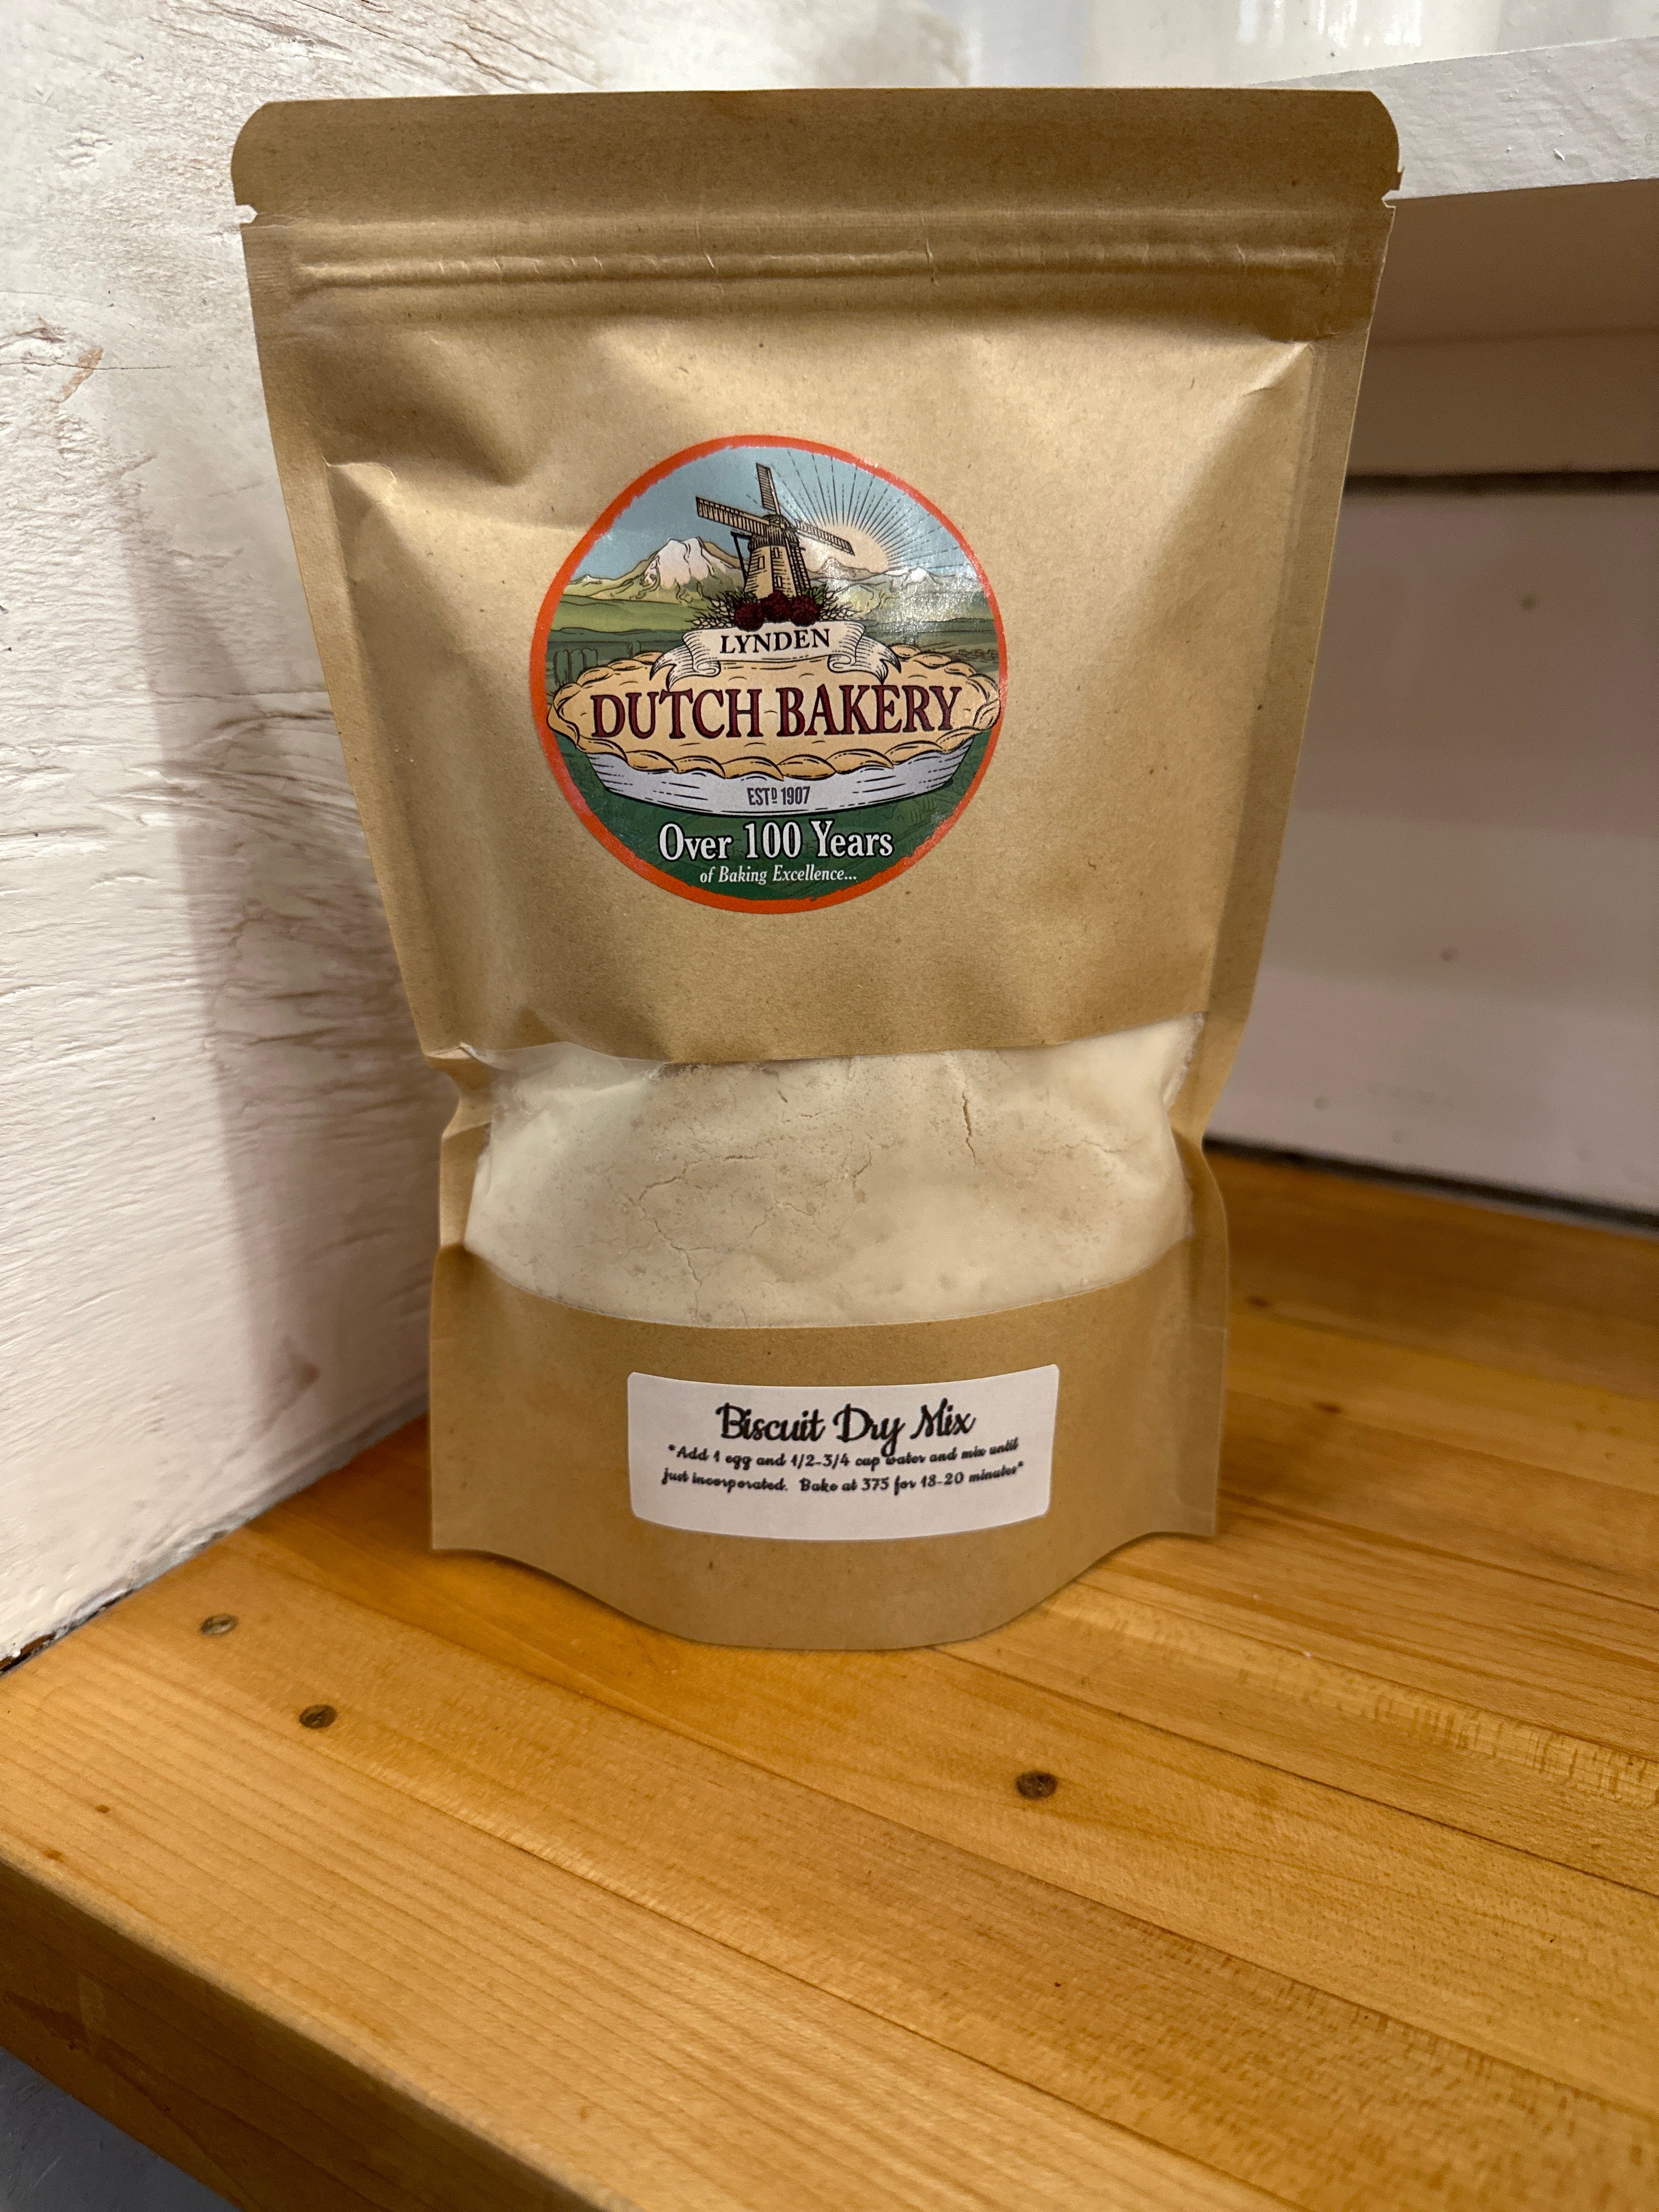 LYNDEN
DUTCH BAKERY
ESTD 1907
Over 100 Years
of Baking Excellence...
Biscuit Dry Mix
*Add 1 egg and 1/2-3/4 cup water and mix until
just incorporated. Bake at 375 for 18-20 minutes*